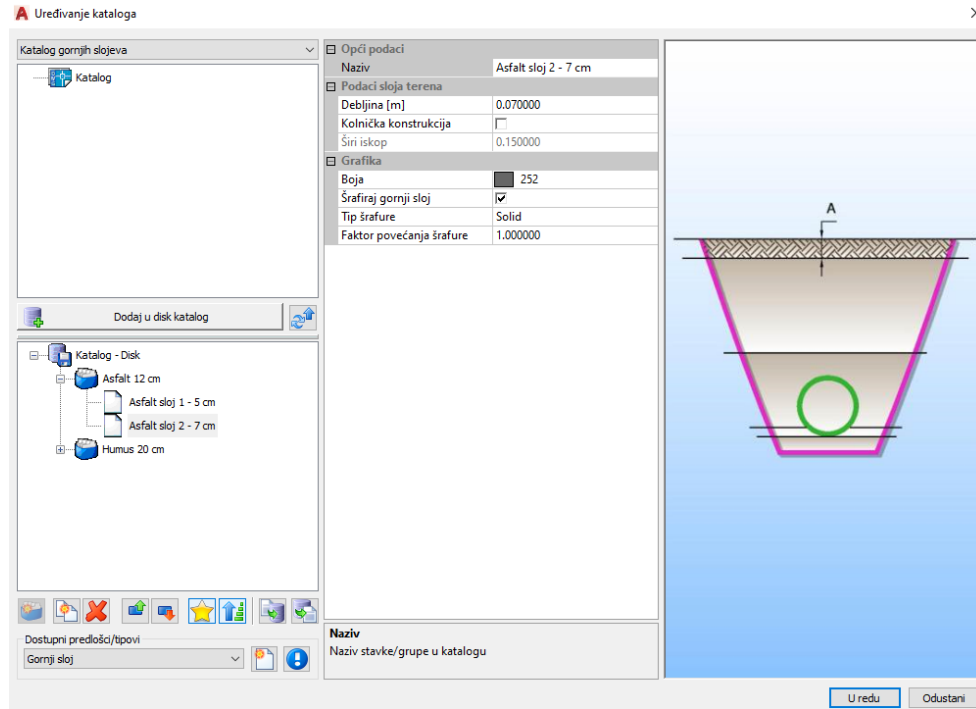 Uređivanje kataloga
Katalog gornjih slojeva
Katalog
Dodaj u disk katalog
Katalog - Disk
Asfalt 12 cm
Asfalt sloj 1 - 5 cm
Asfalt sloj 2 - 7 cm
Humus 20 cm
Dostupni predlošci/tipovi
Gornji sloj
Opći podaci
Naziv Asfalt sloj 2 - 7 cm
Podaci sloja terena
Debljina [m] 0.070000
Kolnička konstrukcija
Širi iskop 0.150000
Grafika
Boja 252
Šrafiraj gornji sloj
Tip šrafure Solid
Faktor povećanja šrafure 1.000000
Naziv
Naziv stavke/grupe u katalogu
A
U redu Odustani